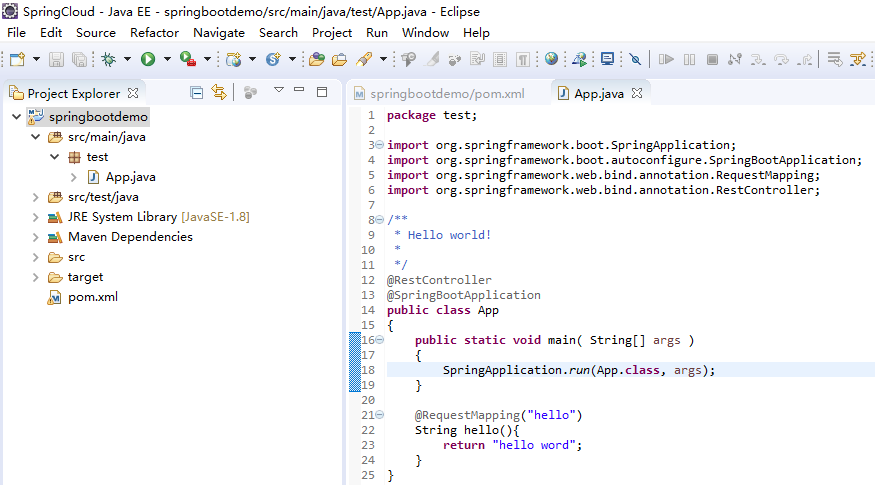 SpringCloud - Java EE - springbootdemo/src/main/java/test/App.java - Eclipse
File Edit Source Refactor Navigate Search Project Run Window Help
Project Explorer
springbootdemo
src/main/java
test
App.java
src/test/java
JRE System Library [JavaSE-1.8]
Maven Dependencies
src
target
pom.xml
springbootdemo/pom.xml App.java
1 package test;
2
3 import org.springframework.boot.SpringApplication;
4 import org.springframework.boot.autoconfigure.SpringBootApplication;
5 import org.springframework.web.bind.annotation.RequestMapping;
6 import org.springframework.web.bind.annotation.RestController;
7
8 /**
9  * Hello world!
10  *
11  */
12 @RestController
13 @SpringBootApplication
14 public class App
15 {
16     public static void main( String[] args )
17     {
18         SpringApplication.run(App.class, args);
19     }
20
21     @RequestMapping("hello")
22     String hello(){
23         return "hello word";
24     }
25 }